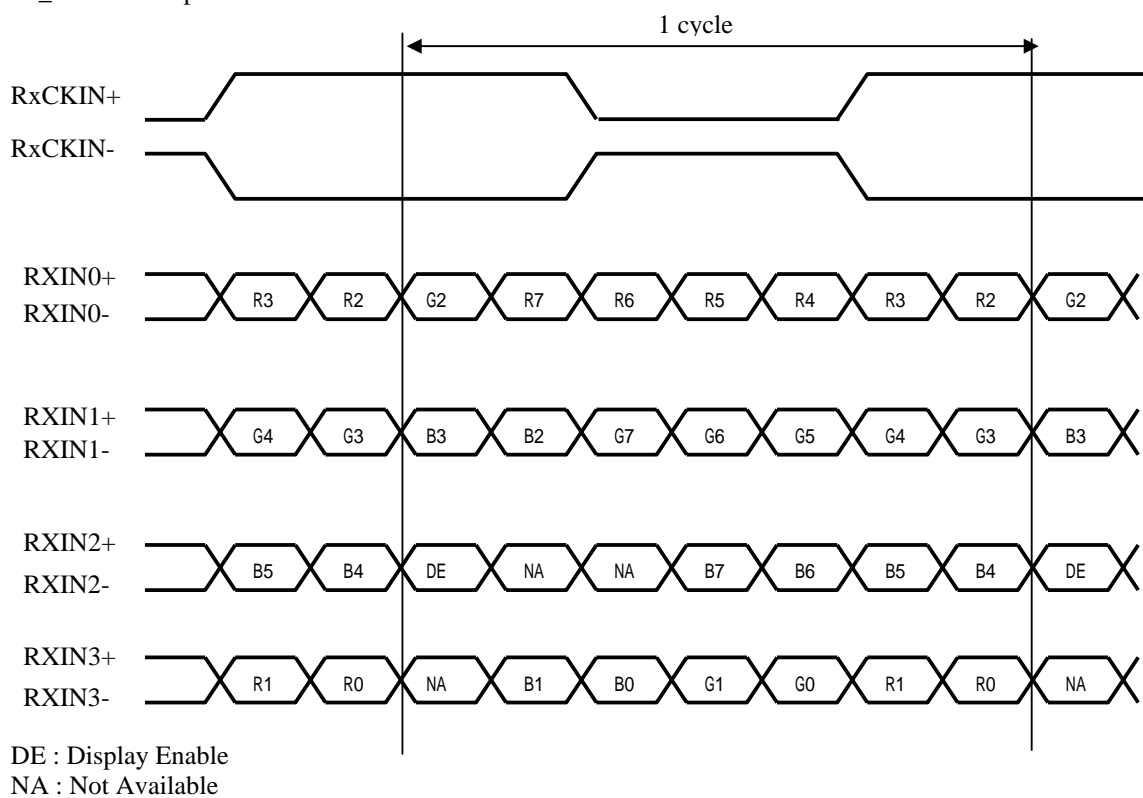 1 cycle
RxCKIN+
RxCKIN-
RXIN0+
RXIN0-
R3 R2 G2 R7 R6 R5 R4 R3 R2 G2
RXIN1+
RXIN1-
G4 G3 B3 B2 G7 G6 G5 G4 G3 B3
RXIN2+
RXIN2-
B5 B4 DE NA NA B7 B6 B5 B4 DE
RXIN3+
RXIN3-
R1 R0 NA B1 B0 G1 G0 R1 R0 NA
DE : Display Enable
NA : Not Available